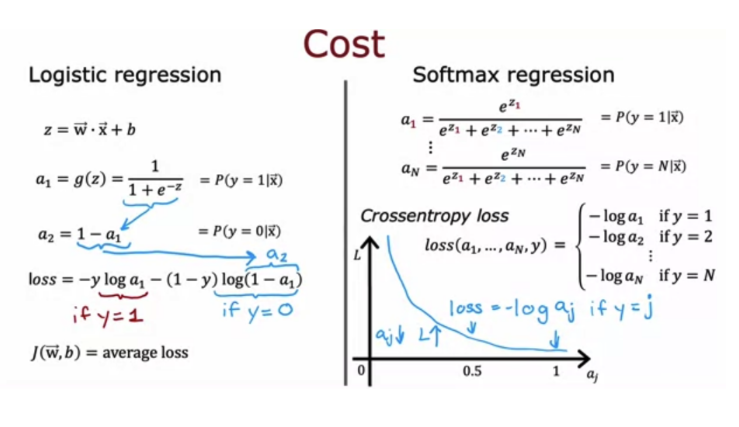 Cost
Logistic regression
z = w⃗ · x⃗ + b
a₁ = g(z) = 1 / (1 + e⁻ᶻ) = P(y = 1|x⃗)
a₂ = 1 − a₁ = P(y = 0|x⃗)
a₂
loss = −y log a₁ − (1 − y) log(1 − a₁)
if y=1 if y=0
J(w⃗, b) = average loss
Softmax regression
a₁ = e^z₁ / (e^z₁ + e^z₂ + ⋯ + e^z_N) = P(y = 1|x⃗)
⋮
a_N = e^z_N / (e^z₁ + e^z₂ + ⋯ + e^z_N) = P(y = N|x⃗)
Crossentropy loss
loss(a₁, …, a_N, y) = { − log a₁ if y = 1
− log a₂ if y = 2
⋮
− log a_N if y = N
L
loss = -log aⱼ if y=j
aⱼ↓ L↑
0 0.5 1 aⱼ